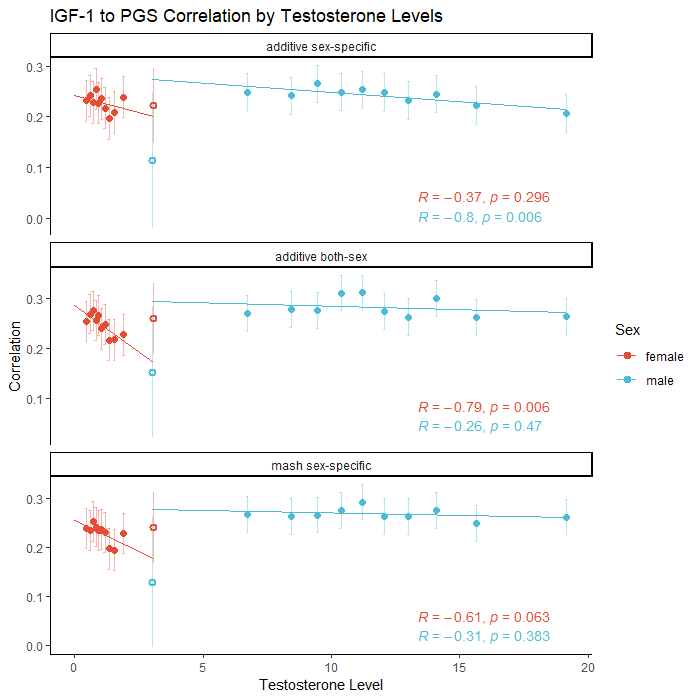 IGF-1 to PGS Correlation by Testosterone Levels
additive sex-specific
0.3
0.2
0.1
0.0
R = −0.37, p = 0.296
R = −0.8, p = 0.006
additive both-sex
0.3
0.2
0.1
R = −0.79, p = 0.006
R = −0.26, p = 0.47
Correlation
Sex
female
male
mash sex-specific
0.3
0.2
0.1
0.0
R = −0.61, p = 0.063
R = −0.31, p = 0.383
0 5 10 15 20
Testosterone Level